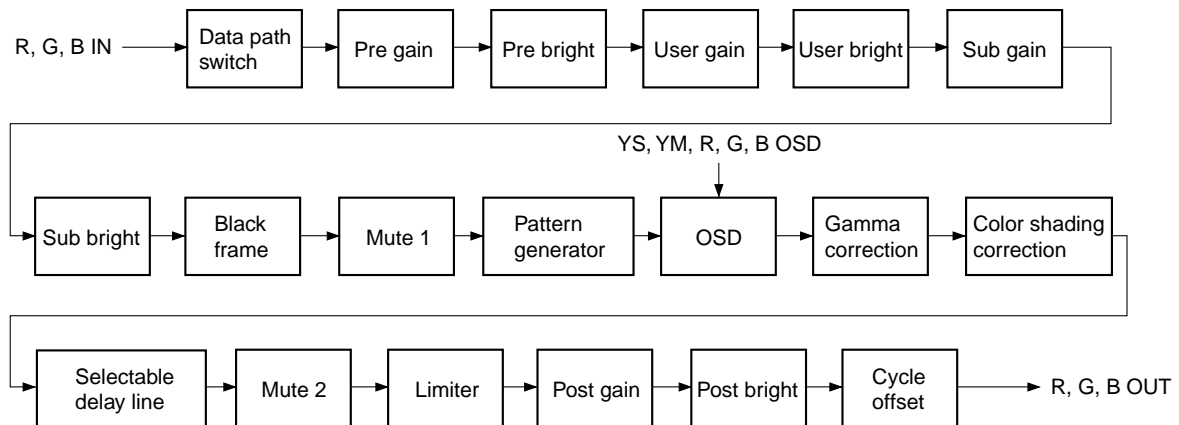 R, G, B IN
Data path
switch
Pre gain
Pre bright
User gain
User bright
Sub gain
YS, YM, R, G, B OSD
Sub bright
Black
frame
Mute 1
Pattern
generator
OSD
Gamma
correction
Color shading
correction
Selectable
delay line
Mute 2
Limiter
Post gain
Post bright
Cycle
offset
R, G, B OUT